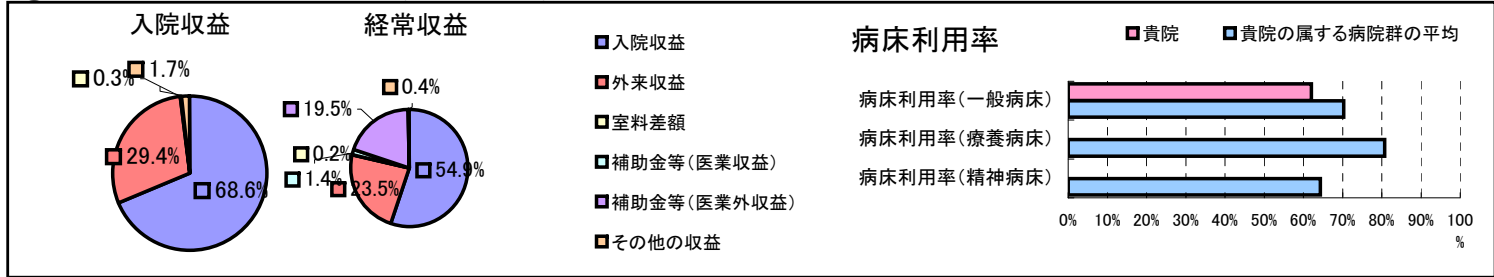 入院収益
0.3%
1.7%
29.4%
68.6%
経常収益
0.4%
19.5%
0.2%
1.4%
23.5%
54.9%
入院収益
外来収益
室料差額
補助金等(医業収益)
補助金等(医業外収益)
その他の収益
病床利用率
貴院 貴院の属する病院群の平均
病床利用率(一般病床)
病床利用率(療養病床)
病床利用率(精神病床)
0% 10% 20% 30% 40% 50% 60% 70% 80% 90% 100
%